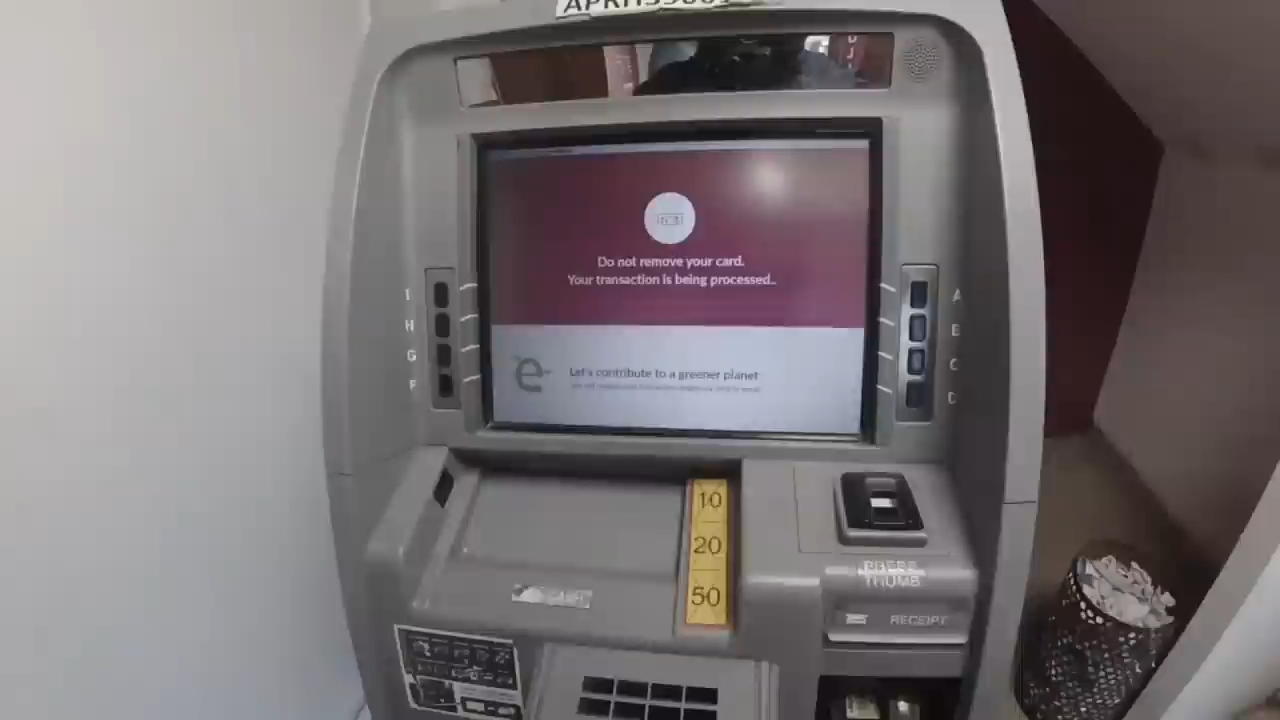 Do not remove your card.
Your transaction is being processed..
e-
Let's contribute to a greener planet
I
H
G
F
A
B
C
D
10
20
50
CASH
PRESS
THUMB
RECEIPT